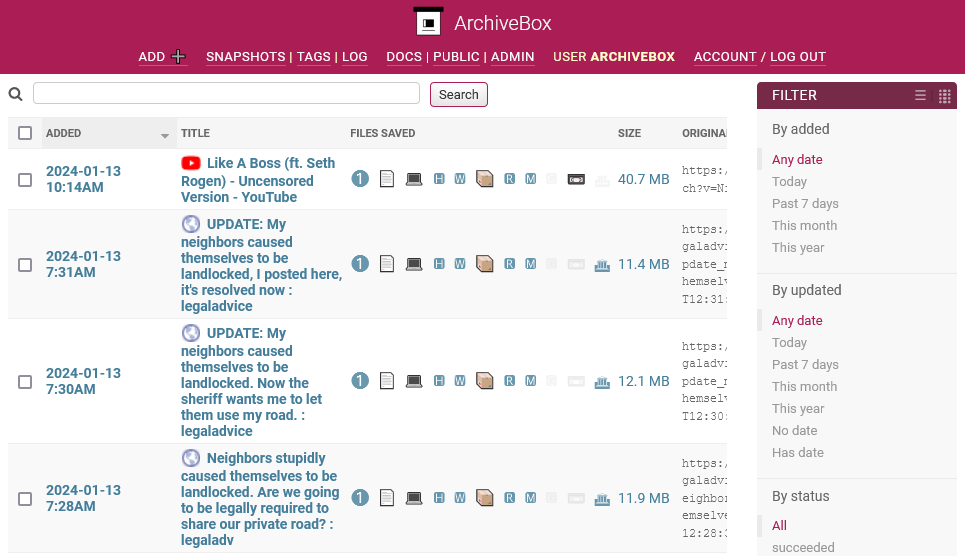 ArchiveBox
ADD ➕ SNAPSHOTS | TAGS | LOG DOCS | PUBLIC | ADMIN USER ARCHIVEBOX ACCOUNT / LOG OUT
Search
FILTER
ADDED TITLE FILES SAVED SIZE ORIGINA
2024-01-13
10:14AM
Like A Boss (ft. Seth
Rogen) - Uncensored
Version - YouTube
1 H W R M 40.7 MB
https:/
ch?v=N
2024-01-13
7:31AM
UPDATE: My
neighbors caused
themselves to be
landlocked, I posted here,
it's resolved now :
legaladvice
1 H W R M 11.4 MB
https:/
galadvi
pdate_
hemselv
T12:31:
2024-01-13
7:30AM
UPDATE: My
neighbors caused
themselves to be
landlocked. Now the
sheriff wants me to let
them use my road. :
legaladvice
1 H W R M 12.1 MB
https:/
galadvi
pdate_
hemselv
T12:30:
2024-01-13
7:28AM
Neighbors stupidly
caused themselves to be
landlocked. Are we going
to be legally required to
share our private road? :
legaladv
1 H W R M 11.9 MB
https:/
galadvi
eighbor
emselve
12:28:
By added
Any date
Today
Past 7 days
This month
This year
By updated
Any date
Today
Past 7 days
This month
This year
No date
Has date
By status
All
succeeded